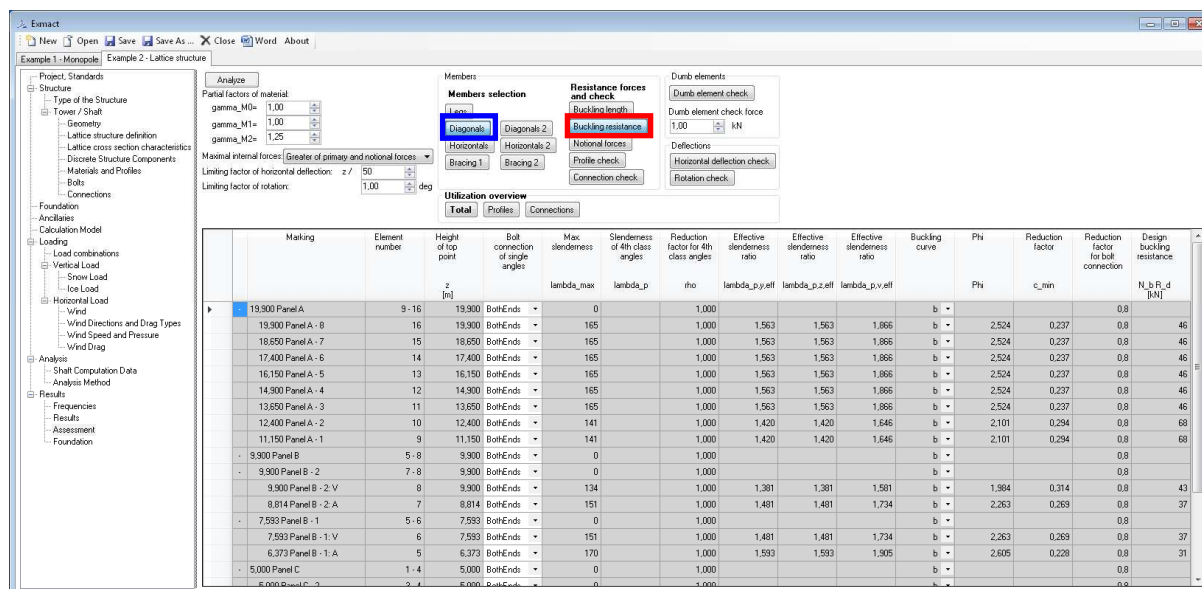 Exmact
New Open Save Save As ... Close Word About
Example 1 - Monopole Example 2 - Lattice structure
Project, Standards
Structure
Type of the Structure
Tower / Shaft
Geometry
Lattice structure definition
Lattice cross section characteristics
Discrete Structure Components
Materials and Profiles
Bolts
Connections
Foundation
Ancillaries
Calculation Model
Loading
Load combinations
Vertical Load
Snow Load
Ice Load
Horizontal Load
Wind
Wind Directions and Drag Types
Wind Speed and Pressure
Wind Drag
Analysis
Shaft Computation Data
Analysis Method
Results
Frequencies
Results
Assessment
Foundation
Analyze
Partial factors of material:
gamma_M0= 1,00
gamma_M1= 1,00
gamma_M2= 1,25
Maximal internal forces: Greater of primary and notional forces
Limiting factor of horizontal deflection: z / 50
Limiting factor of rotation: 1,00 deg
Members
Members selection
Legs
Diagonals Diagonals 2
Horizontals Horizontals 2
Bracing 1 Bracing 2
Resistance forces
and check
Buckling length
Buckling resistance
Notional forces
Profile check
Connection check
Utilization overview
Total Profiles Connections
Dumb elements
Dumb element check
Dumb element check force
1,00 kN
Deflections
Horizontal deflection check
Rotation check
Marking Element Height Bolt Max. Slenderness Reduction Effective Effective Effective Buckling Phi Reduction Reduction Design
number of top connection slenderness of 4th class factor for 4th slenderness slenderness slenderness curve factor factor buckling
point of single angles class angles ratio ratio ratio for bolt resistance
angles connection
z lambda_max lambda_p rho lambda_p,y,eff lambda_p,z,eff lambda_p,v,eff Phi c_min N_b R_d
[m] [kN]
19,900 Panel A 9 - 16 19,900 BothEnds 0 1,000 b 0,8
19,900 Panel A - 8 16 19,900 BothEnds 165 1,000 1,563 1,563 1,866 b 2,524 0,237 0,8 46
18,650 Panel A - 7 15 18,650 BothEnds 165 1,000 1,563 1,563 1,866 b 2,524 0,237 0,8 46
17,400 Panel A - 6 14 17,400 BothEnds 165 1,000 1,563 1,563 1,866 b 2,524 0,237 0,8 46
16,150 Panel A - 5 13 16,150 BothEnds 165 1,000 1,563 1,563 1,866 b 2,524 0,237 0,8 46
14,900 Panel A - 4 12 14,900 BothEnds 165 1,000 1,563 1,563 1,866 b 2,524 0,237 0,8 46
13,650 Panel A - 3 11 13,650 BothEnds 165 1,000 1,563 1,563 1,866 b 2,524 0,237 0,8 46
12,400 Panel A - 2 10 12,400 BothEnds 141 1,000 1,420 1,420 1,646 b 2,101 0,294 0,8 68
11,150 Panel A - 1 9 11,150 BothEnds 141 1,000 1,420 1,420 1,646 b 2,101 0,294 0,8 68
9,900 Panel B 5 - 8 9,900 BothEnds 0 1,000 b 0,8
9,900 Panel B - 2 7 - 8 9,900 BothEnds 0 1,000 b 0,8
9,900 Panel B - 2: V 8 9,900 BothEnds 134 1,000 1,381 1,381 1,581 b 1,984 0,314 0,8 43
8,814 Panel B - 2: A 7 8,814 BothEnds 151 1,000 1,481 1,481 1,734 b 2,263 0,269 0,8 37
7,593 Panel B - 1 5 - 6 7,593 BothEnds 0 1,000 b 0,8
7,593 Panel B - 1: V 6 7,593 BothEnds 151 1,000 1,481 1,481 1,734 b 2,263 0,269 0,8 37
6,373 Panel B - 1: A 5 6,373 BothEnds 170 1,000 1,593 1,593 1,905 b 2,605 0,228 0,8 31
5,000 Panel C 1 - 4 5,000 BothEnds 0 1,000 b 0,8
5,000 Panel C - 2 3 - 4 5,000 BothEnds 0 1,000 b 0,8